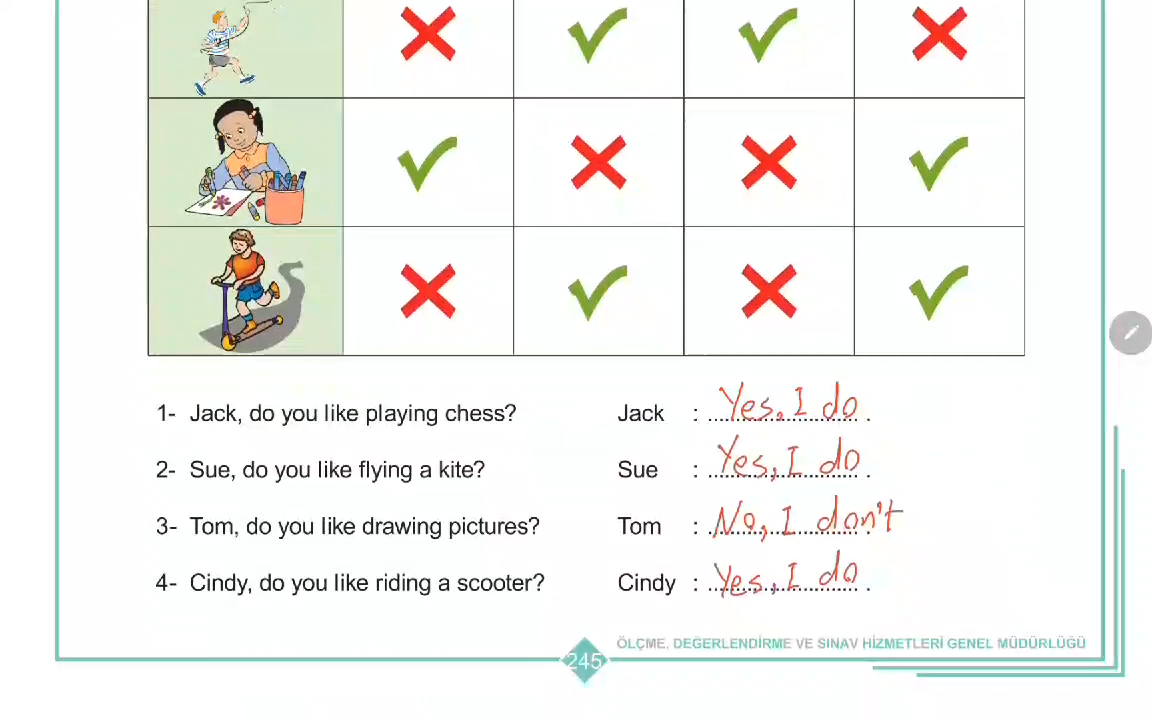 1- Jack, do you like playing chess? Jack : Yes, I do .
2- Sue, do you like flying a kite? Sue : Yes, I do .
3- Tom, do you like drawing pictures? Tom : No, I don't
4- Cindy, do you like riding a scooter? Cindy : Yes, I do .
ÖLÇME, DEĞERLENDİRME VE SINAV HİZMETLERİ GENEL MÜDÜRLÜĞÜ
245